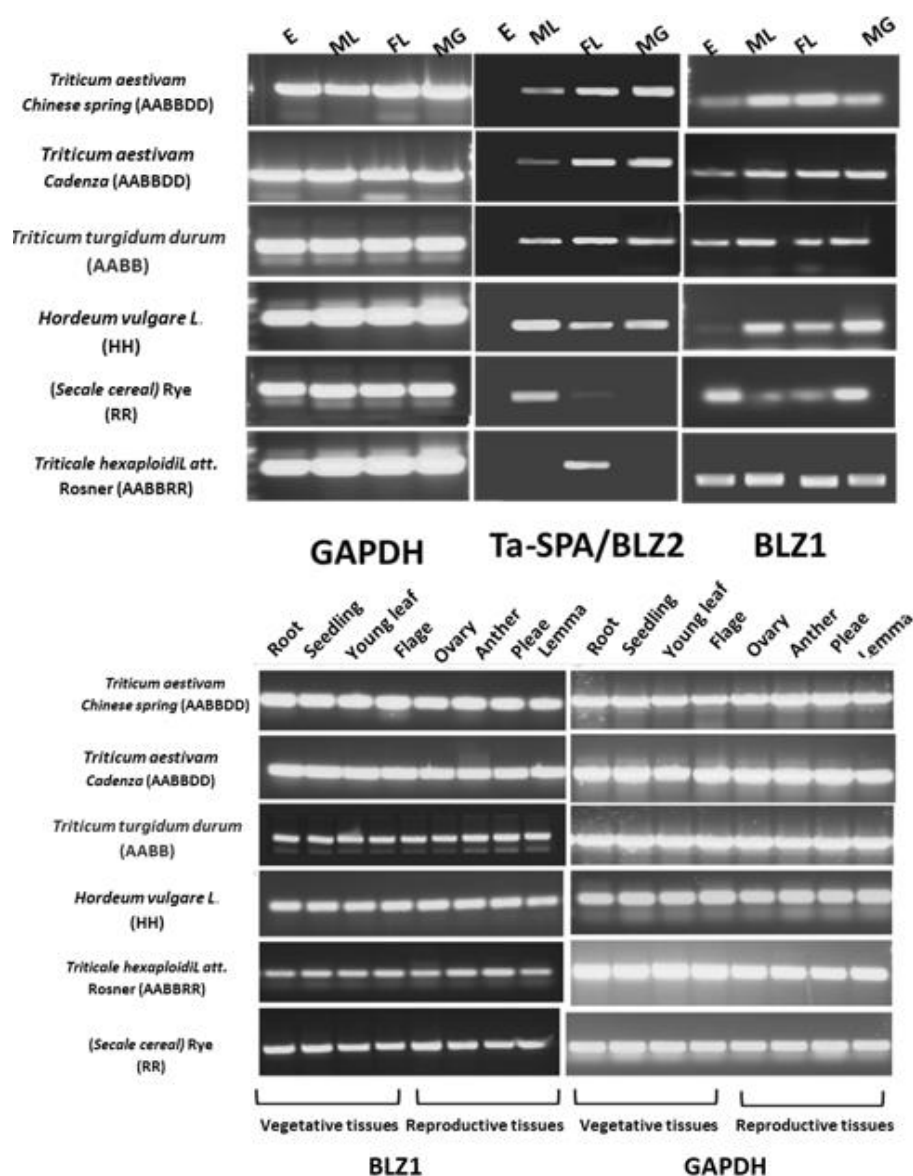 E ML FL MG E ML FL MG E ML FL MG
Triticum aestivam
Chinese spring (AABBDD)
Triticum aestivam
Cadenza (AABBDD)
Triticum turgidum durum
(AABB)
Hordeum vulgare L.
(HH)
(Secale cereal) Rye
(RR)
Triticale hexaploidiL att.
Rosner (AABBRR)
GAPDH Ta-SPA/BLZ2 BLZ1
Root Seedling Young leaf Flage Ovary Anther Pleae Lemma Root Seedling Young leaf Flage Ovary Anther Pleae Lemma
Triticum aestivam
Chinese spring (AABBDD)
Triticum aestivam
Cadenza (AABBDD)
Triticum turgidum durum
(AABB)
Hordeum vulgare L.
(HH)
Triticale hexaploidiL att.
Rosner (AABBRR)
(Secale cereal) Rye
(RR)
Vegetative tissues Reproductive tissues Vegetative tissues Reproductive tissues
BLZ1 GAPDH